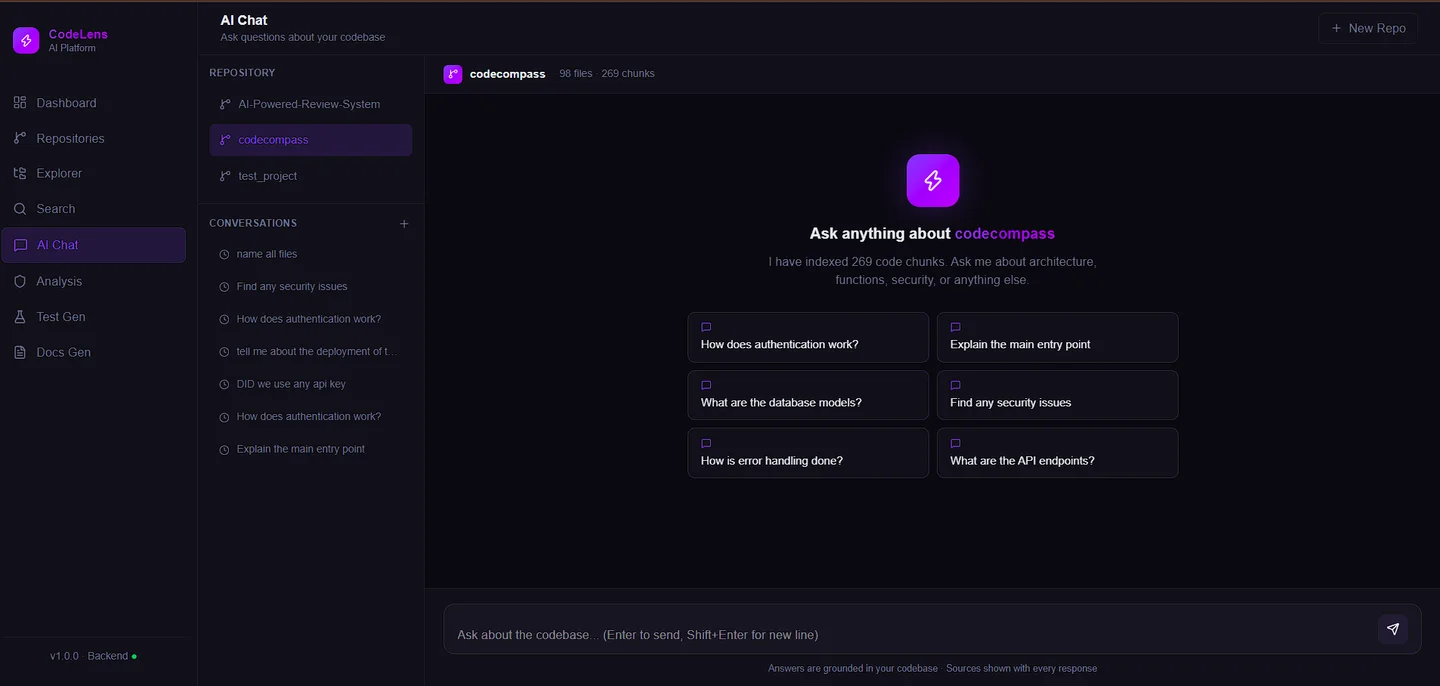 CodeLens
AI Platform
Dashboard
Repositories
Explorer
Search
AI Chat
Analysis
Test Gen
Docs Gen
v1.0.0 · Backend
AI Chat
Ask questions about your codebase
New Repo
REPOSITORY
AI-Powered-Review-System
codecompass
test_project
CONVERSATIONS
name all files
Find any security issues
How does authentication work?
tell me about the deployment of t...
DID we use any api key
How does authentication work?
Explain the main entry point
codecompass 98 files · 269 chunks
Ask anything about codecompass
I have indexed 269 code chunks. Ask me about architecture,
functions, security, or anything else.
How does authentication work?
Explain the main entry point
What are the database models?
Find any security issues
How is error handling done?
What are the API endpoints?
Ask about the codebase... (Enter to send, Shift+Enter for new line)
Answers are grounded in your codebase · Sources shown with every response